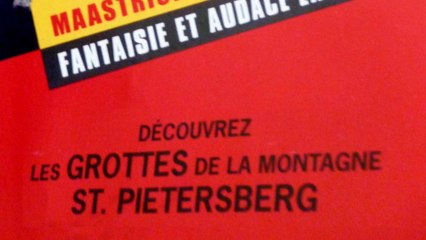 FANTAISIE ET AUDACE
DÉCOUVREZ
LES GROTTES DE LA MONTAGNE
ST. PIETERSBERG